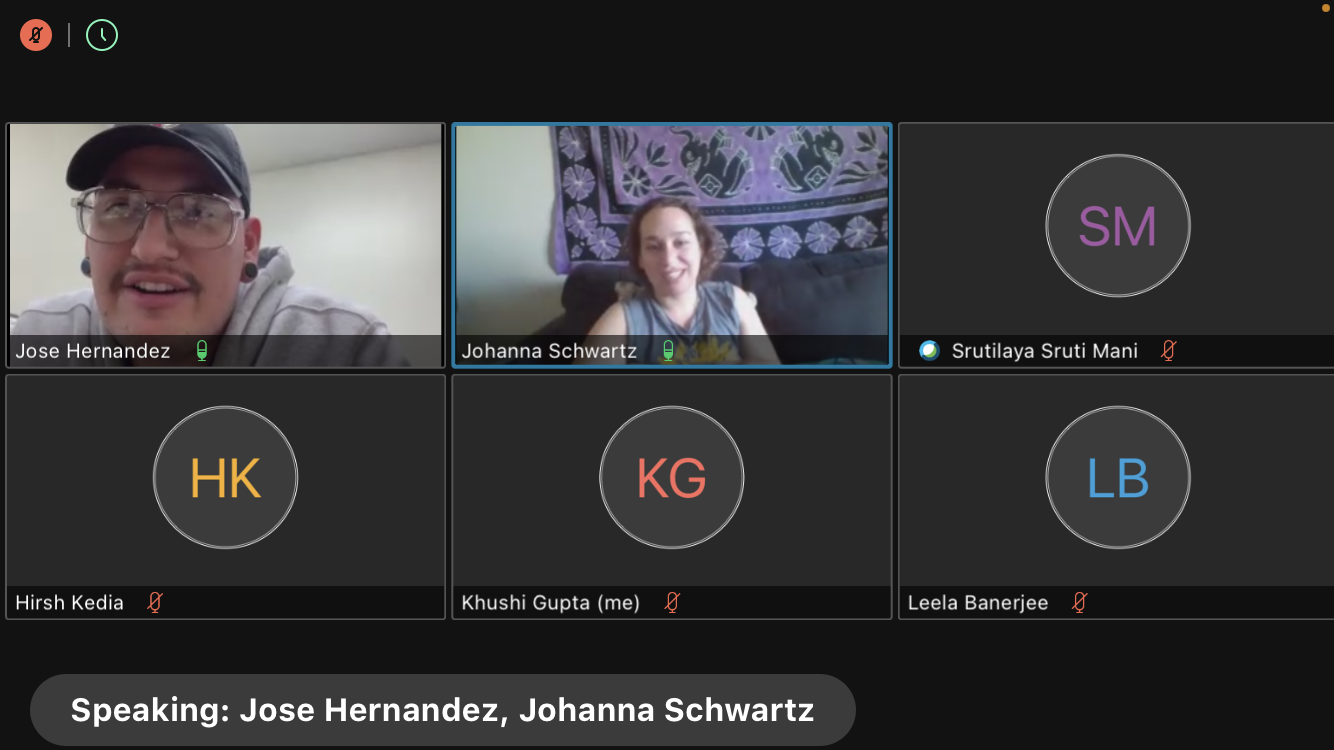 SM
Jose Hernandez
Johanna Schwartz
Srutilaya Sruti Mani
HK
KG
LB
Hirsh Kedia
Khushi Gupta (me)
Leela Banerjee
Speaking: Jose Hernandez, Johanna Schwartz